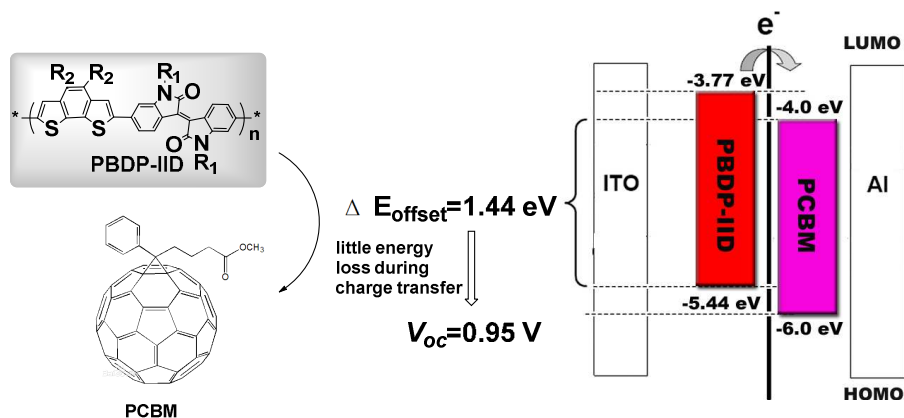 R₂ R₂
R₁
N
O
*
S S
O
N
R₁
n
*
PBDP-IID
OCH₃
O
PCBM
Δ Eoffset=1.44 eV
little energy
loss during
charge transfer
Voc=0.95 V
e⁻
LUMO
-3.77 eV
-4.0 eV
ITO
PBDP-IID
PCBM
Al
-5.44 eV
-6.0 eV
HOMO